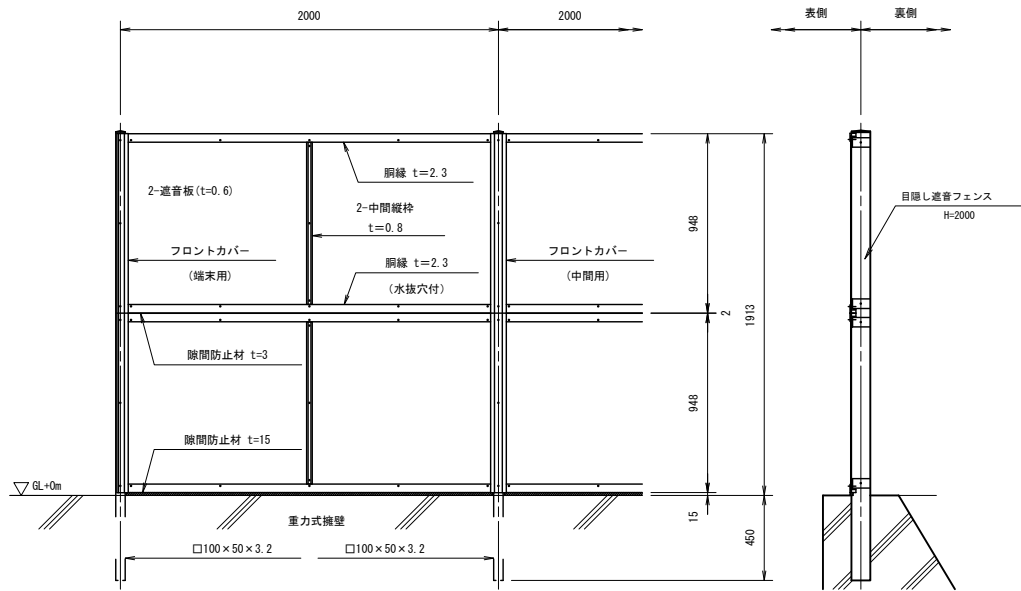 2000
2000
表側
裏側
胴縁 t=2.3
2-遮音板(t=0.6)
2-中間縦枠
t=0.8
フロントカバー
(端末用)
胴縁 t=2.3
(水抜穴付)
フロントカバー
(中間用)
948
2
1913
目隠し遮音フェンス
H=2000
隙間防止材 t=3
948
隙間防止材 t=15
GL+0m
15
重力式擁壁
450
□100×50×3.2
□100×50×3.2